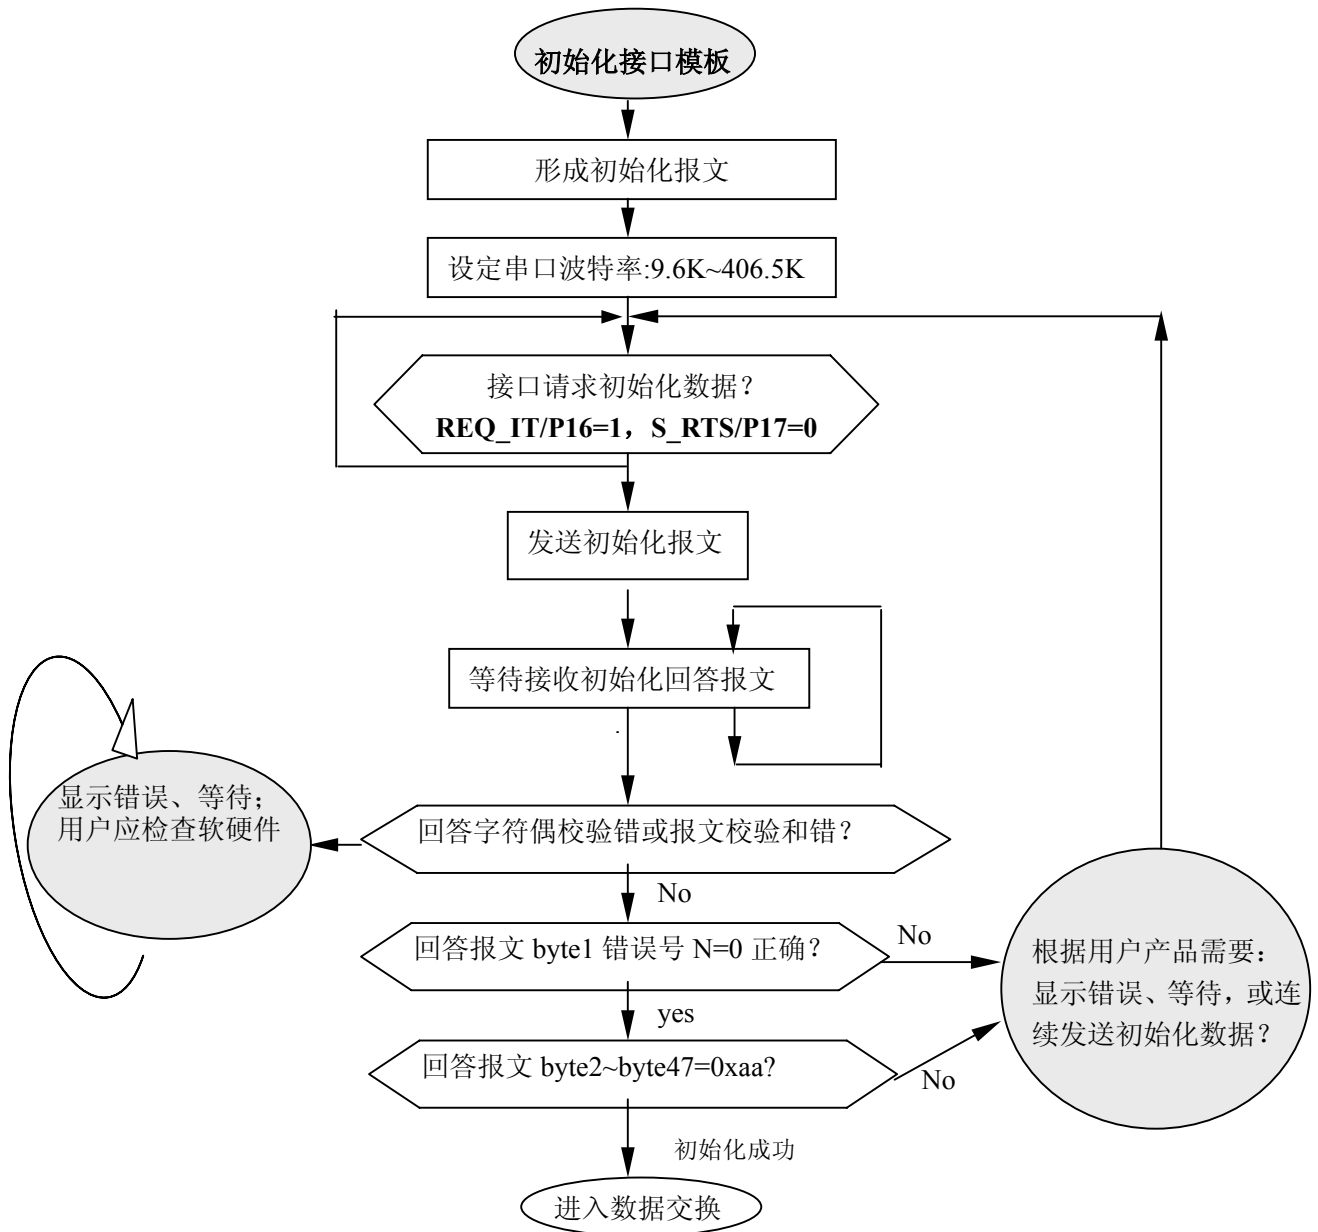 初始化接口模板
形成初始化报文
设定串口波特率:9.6K~406.5K
接口请求初始化数据？
REQ_IT/P16=1，S_RTS/P17=0
发送初始化报文
等待接收初始化回答报文
显示错误、等待；
用户应检查软硬件
回答字符偶校验错或报文校验和错？
No
回答报文 byte1 错误号 N=0 正确？
No
根据用户产品需要：
显示错误、等待，或连
续发送初始化数据？
yes
回答报文 byte2~byte47=0xaa?
No
初始化成功
进入数据交换